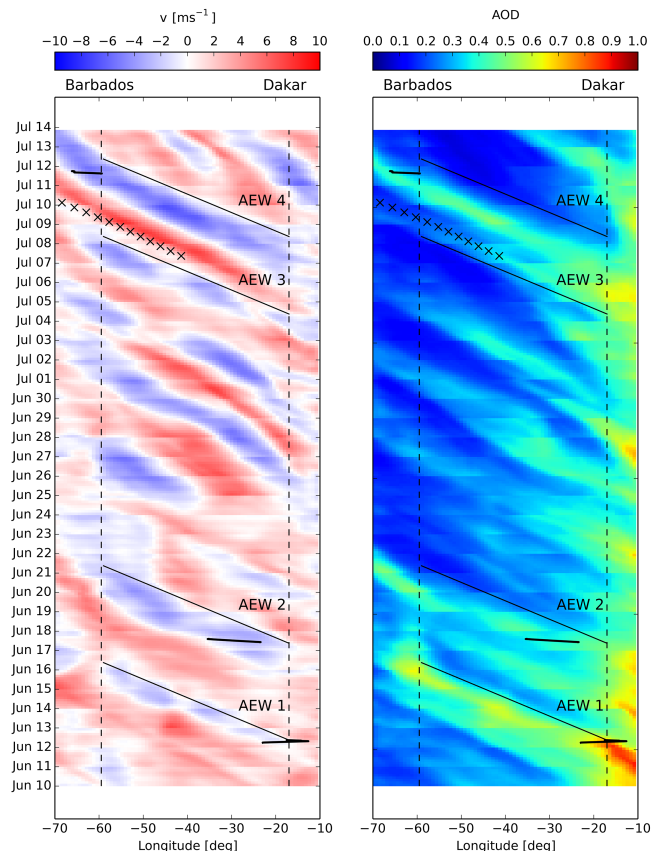 v [ms⁻¹]
−10 −8 −6 −4 −2 0 2 4 6 8 10
Barbados Dakar
Jul 14
Jul 13
Jul 12
Jul 11
Jul 10
Jul 09
Jul 08
Jul 07
Jul 06
Jul 05
Jul 04
Jul 03
Jul 02
Jul 01
Jun 30
Jun 29
Jun 28
Jun 27
Jun 26
Jun 25
Jun 24
Jun 23
Jun 22
Jun 21
Jun 20
Jun 19
Jun 18
Jun 17
Jun 16
Jun 15
Jun 14
Jun 13
Jun 12
Jun 11
Jun 10
AEW 4
AEW 3
AEW 2
AEW 1
−70 −60 −50 −40 −30 −20 −10
Longitude [deg]
AOD
0.0 0.1 0.2 0.3 0.4 0.5 0.6 0.7 0.8 0.9 1.0
Barbados Dakar
AEW 4
AEW 3
AEW 2
AEW 1
−70 −60 −50 −40 −30 −20 −10
Longitude [deg]